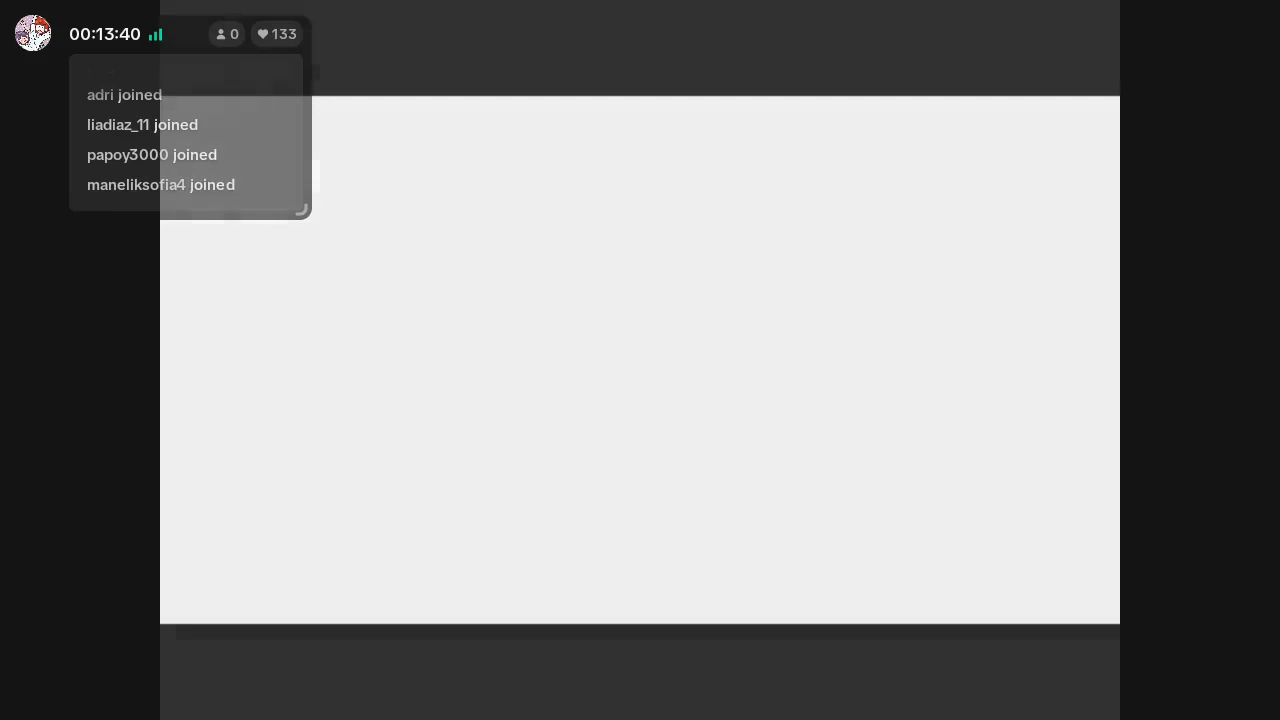 00:13:40
0
133
adri joined
liadiaz_11 joined
papoy3000 joined
maneliksofia4 joined